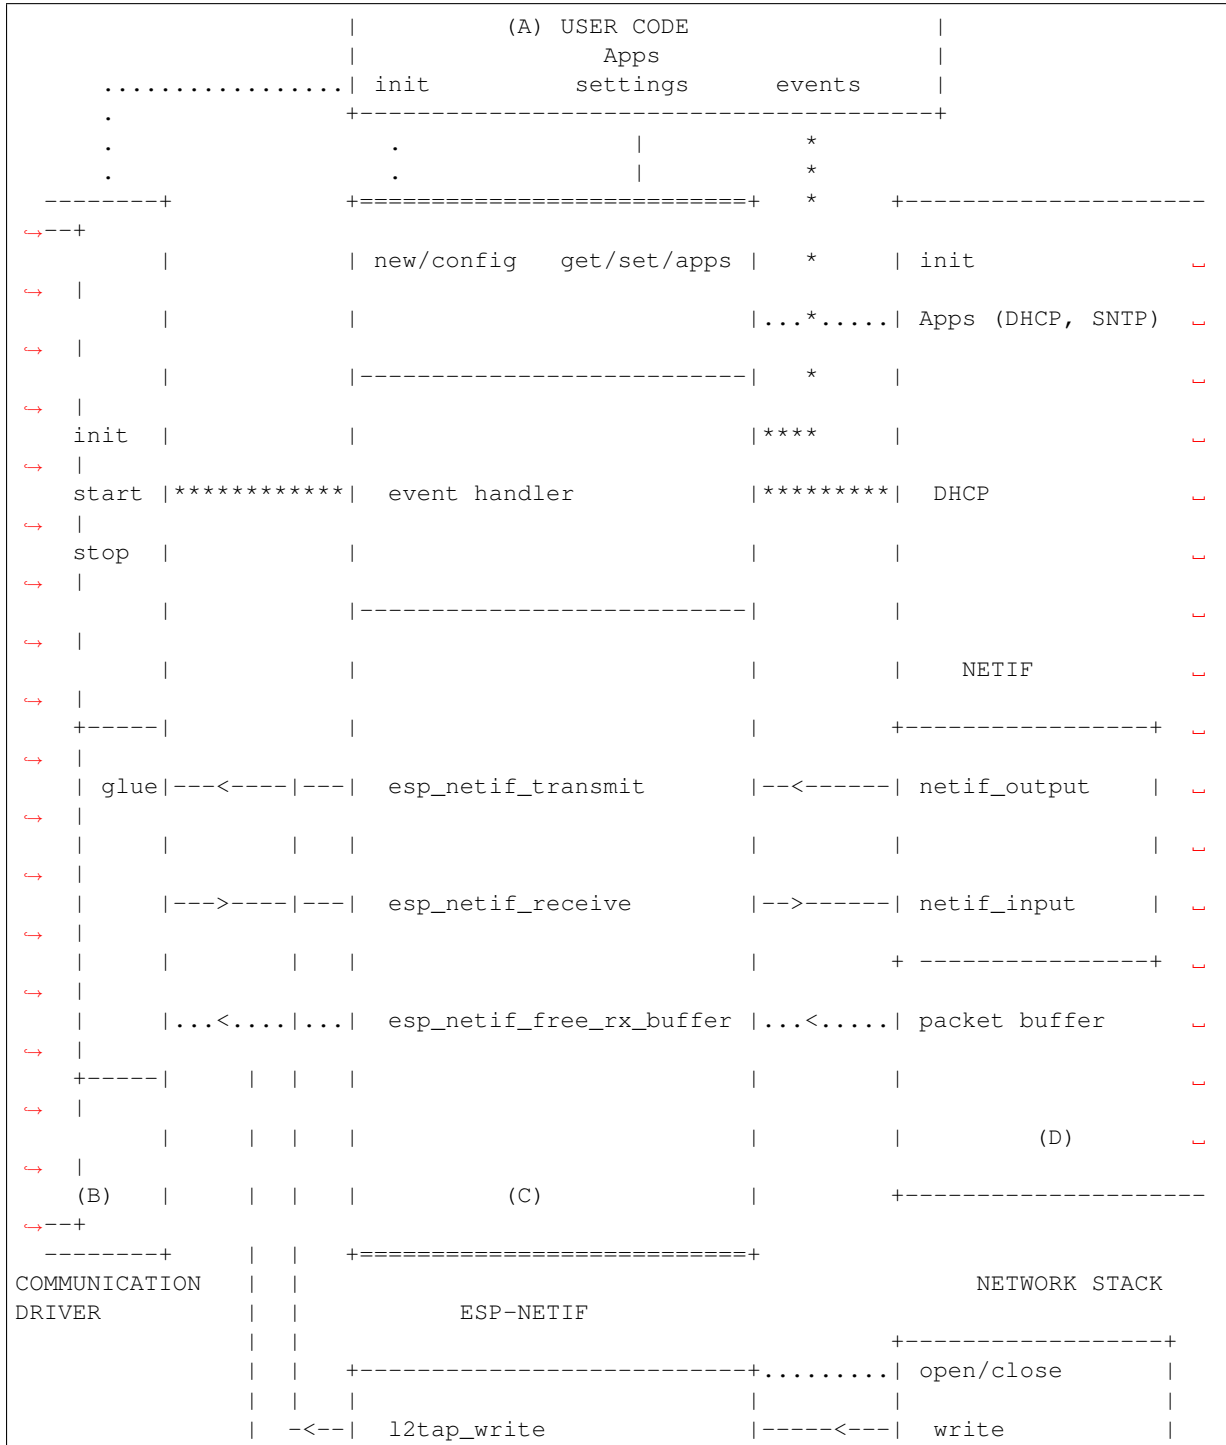 |          (A) USER CODE                 |
                       |                 Apps                   |
      .................| init          settings      events     |
      .                +----------------------------------------+
      .                   .                |         *
      .                   .                |         *
  --------+            +===========================+   *     +---------------------
↪--+
          |            | new/config   get/set/apps |   *     | init               ␣
↪  |
          |            |                           |...*.....| Apps (DHCP, SNTP)  ␣
↪  |
          |            |---------------------------|   *     |                    ␣
↪  |
    init  |            |                           |****     |                    ␣
↪  |
    start |************|  event handler            |*********|  DHCP              ␣
↪  |
    stop  |            |                           |         |                    ␣
↪  |
          |            |---------------------------|         |                    ␣
↪  |
          |            |                           |         |    NETIF           ␣
↪  |
    +-----|            |                           |         +-----------------+  ␣
↪  |
    | glue|---<----|---|  esp_netif_transmit       |--<------| netif_output    |  ␣
↪  |
    |     |        |   |                           |         |                 |  ␣
↪  |
    |     |--->----|---|  esp_netif_receive        |-->------| netif_input     |  ␣
↪  |
    |     |        |   |                           |         + ----------------+  ␣
↪  |
    |     |...<....|...|  esp_netif_free_rx_buffer |...<.....| packet buffer      ␣
↪  |
    +-----|     |  |   |                           |         |                    ␣
↪  |
          |     |  |   |                           |         |         (D)        ␣
↪  |
    (B)   |     |  |   |          (C)              |         +---------------------
↪--+
  --------+     |  |   +===========================+
COMMUNICATION   |  |                                               NETWORK STACK
DRIVER          |  |           ESP-NETIF
                |  |                                         +------------------+
                |  |   +---------------------------+.........| open/close       |
                |  |   |                           |         |                  |
                |  -<--|  l2tap_write              |-----<---|  write           |